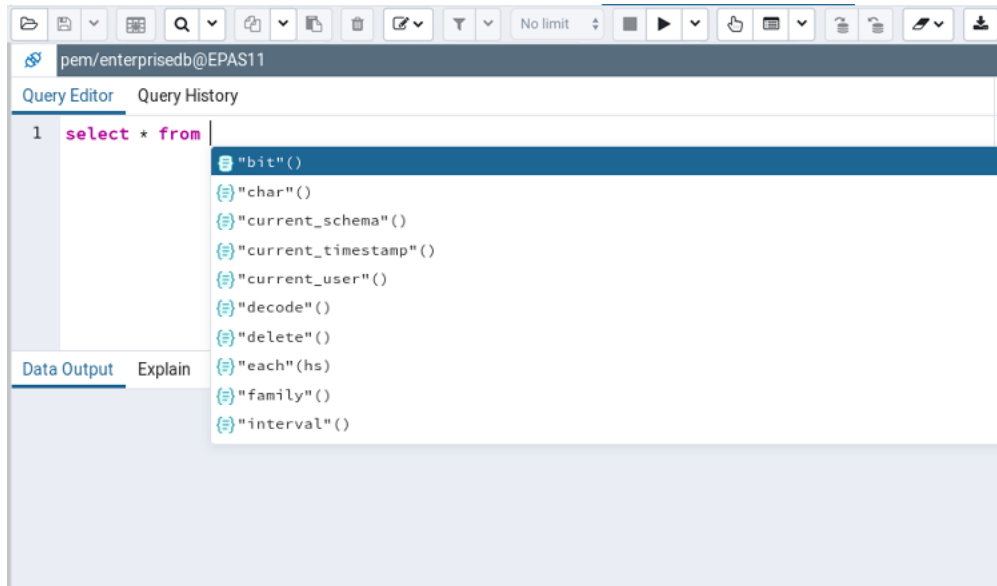 No limit
pem/enterprisedb@EPAS11
Query Editor Query History
1 select * from
"bit"()
"char"()
"current_schema"()
"current_timestamp"()
"current_user"()
"decode"()
"delete"()
"each"(hs)
"family"()
"interval"()
Data Output Explain